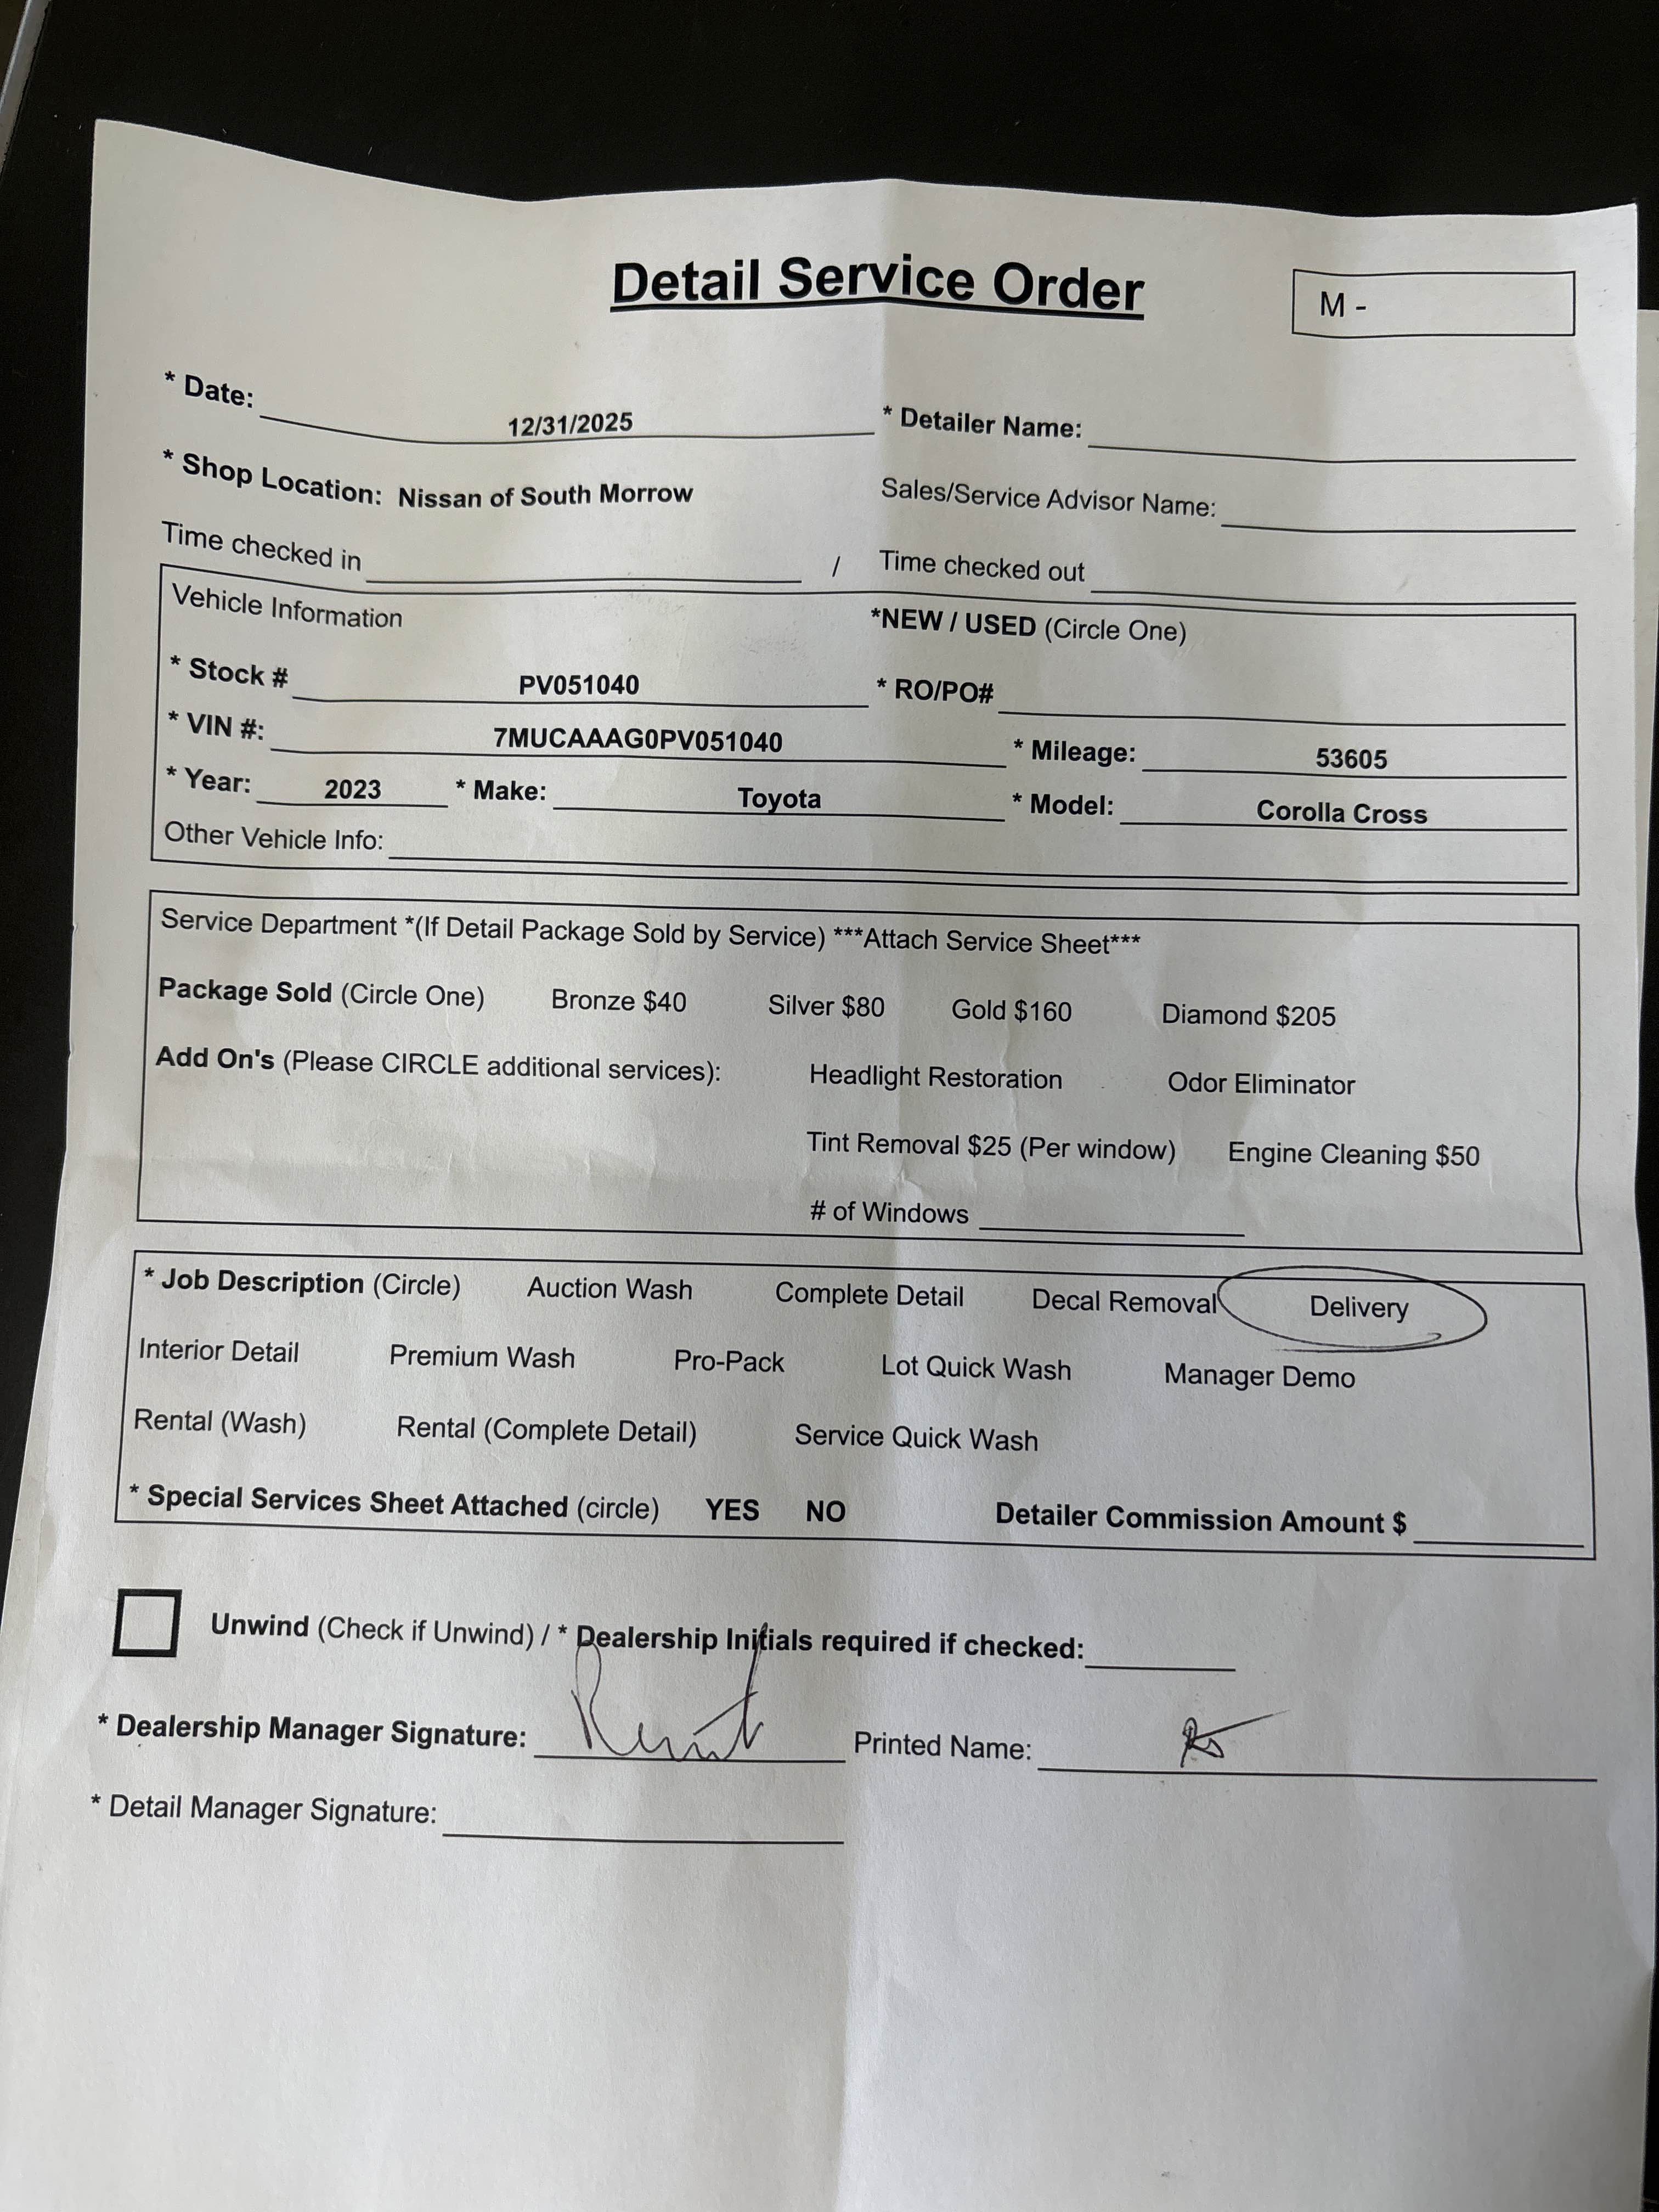 Detail Service Order
M -
* Date: 12/31/2025 * Detailer Name:
* Shop Location: Nissan of South Morrow Sales/Service Advisor Name:
Time checked in / Time checked out
Vehicle Information *NEW / USED (Circle One)
* Stock # PV051040 * RO/PO#
* VIN #: 7MUCAAAG0PV051040 * Mileage: 53605
* Year: 2023 * Make: Toyota * Model: Corolla Cross
Other Vehicle Info:
Service Department *(If Detail Package Sold by Service) ***Attach Service Sheet***
Package Sold (Circle One) Bronze $40 Silver $80 Gold $160 Diamond $205
Add On's (Please CIRCLE additional services): Headlight Restoration Odor Eliminator
Tint Removal $25 (Per window) Engine Cleaning $50
# of Windows
* Job Description (Circle) Auction Wash Complete Detail Decal Removal Delivery
Interior Detail Premium Wash Pro-Pack Lot Quick Wash Manager Demo
Rental (Wash) Rental (Complete Detail) Service Quick Wash
* Special Services Sheet Attached (circle) YES NO Detailer Commission Amount $
Unwind (Check if Unwind) / * Dealership Initials required if checked:
* Dealership Manager Signature: Printed Name:
* Detail Manager Signature: